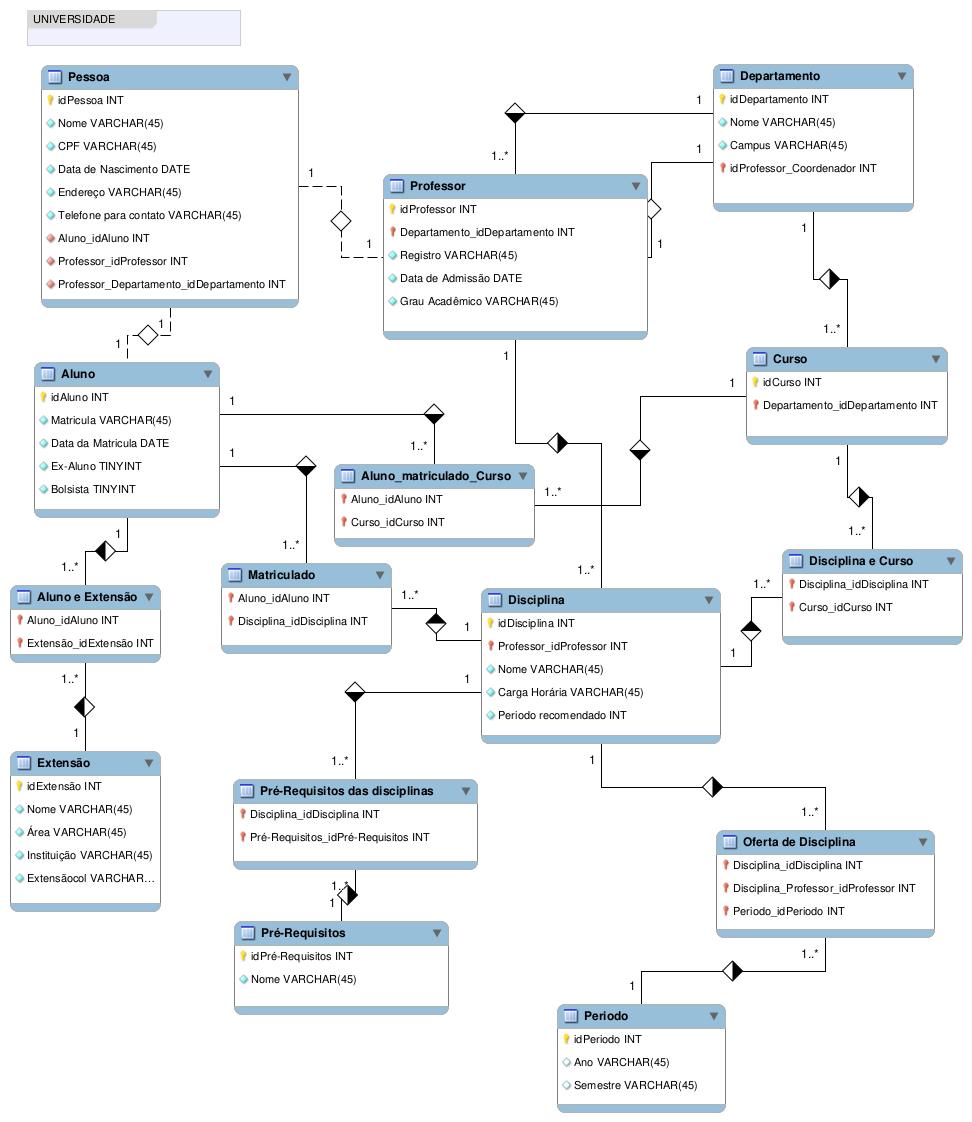 UNIVERSIDADE
Pessoa
idPessoa INT
Nome VARCHAR(45)
CPF VARCHAR(45)
Data de Nascimento DATE
Endereço VARCHAR(45)
Telefone para contato VARCHAR(45)
Aluno_idAluno INT
Professor_idProfessor INT
Professor_Departamento_idDepartamento INT
1
1
1
1
Departamento
idDepartamento INT
Nome VARCHAR(45)
Campus VARCHAR(45)
idProfessor_Coordenador INT
1
1..*
1
1
1
1..*
Professor
idProfessor INT
Departamento_idDepartamento INT
Registro VARCHAR(45)
Data de Admissão DATE
Grau Acadêmico VARCHAR(45)
1
1..*
Curso
idCurso INT
Departamento_idDepartamento INT
1
1..*
1
1..*
Aluno
idAluno INT
Matricula VARCHAR(45)
Data da Matricula DATE
Ex-Aluno TINYINT
Bolsista TINYINT
1
1..*
1
1..*
1
1..*
Aluno_matriculado_Curso
Aluno_idAluno INT
Curso_idCurso INT
Disciplina e Curso
Disciplina_idDisciplina INT
Curso_idCurso INT
1..*
1
Matriculado
Aluno_idAluno INT
Disciplina_idDisciplina INT
1..*
1
Disciplina
idDisciplina INT
Professor_idProfessor INT
Nome VARCHAR(45)
Carga Horária VARCHAR(45)
Periodo recomendado INT
1
1..*
1
1..*
Aluno e Extensão
Aluno_idAluno INT
Extensão_idExtensão INT
1..*
1
Extensão
idExtensão INT
Nome VARCHAR(45)
Área VARCHAR(45)
Instituição VARCHAR(45)
Extensãocol VARCHAR...
Pré-Requisitos das disciplinas
Disciplina_idDisciplina INT
Pré-Requisitos_idPré-Requisitos INT
1..*
1
Pré-Requisitos
idPré-Requisitos INT
Nome VARCHAR(45)
Oferta de Disciplina
Disciplina_idDisciplina INT
Disciplina_Professor_idProfessor INT
Periodo_idPeriodo INT
1..*
1
Periodo
idPeriodo INT
Ano VARCHAR(45)
Semestre VARCHAR(45)